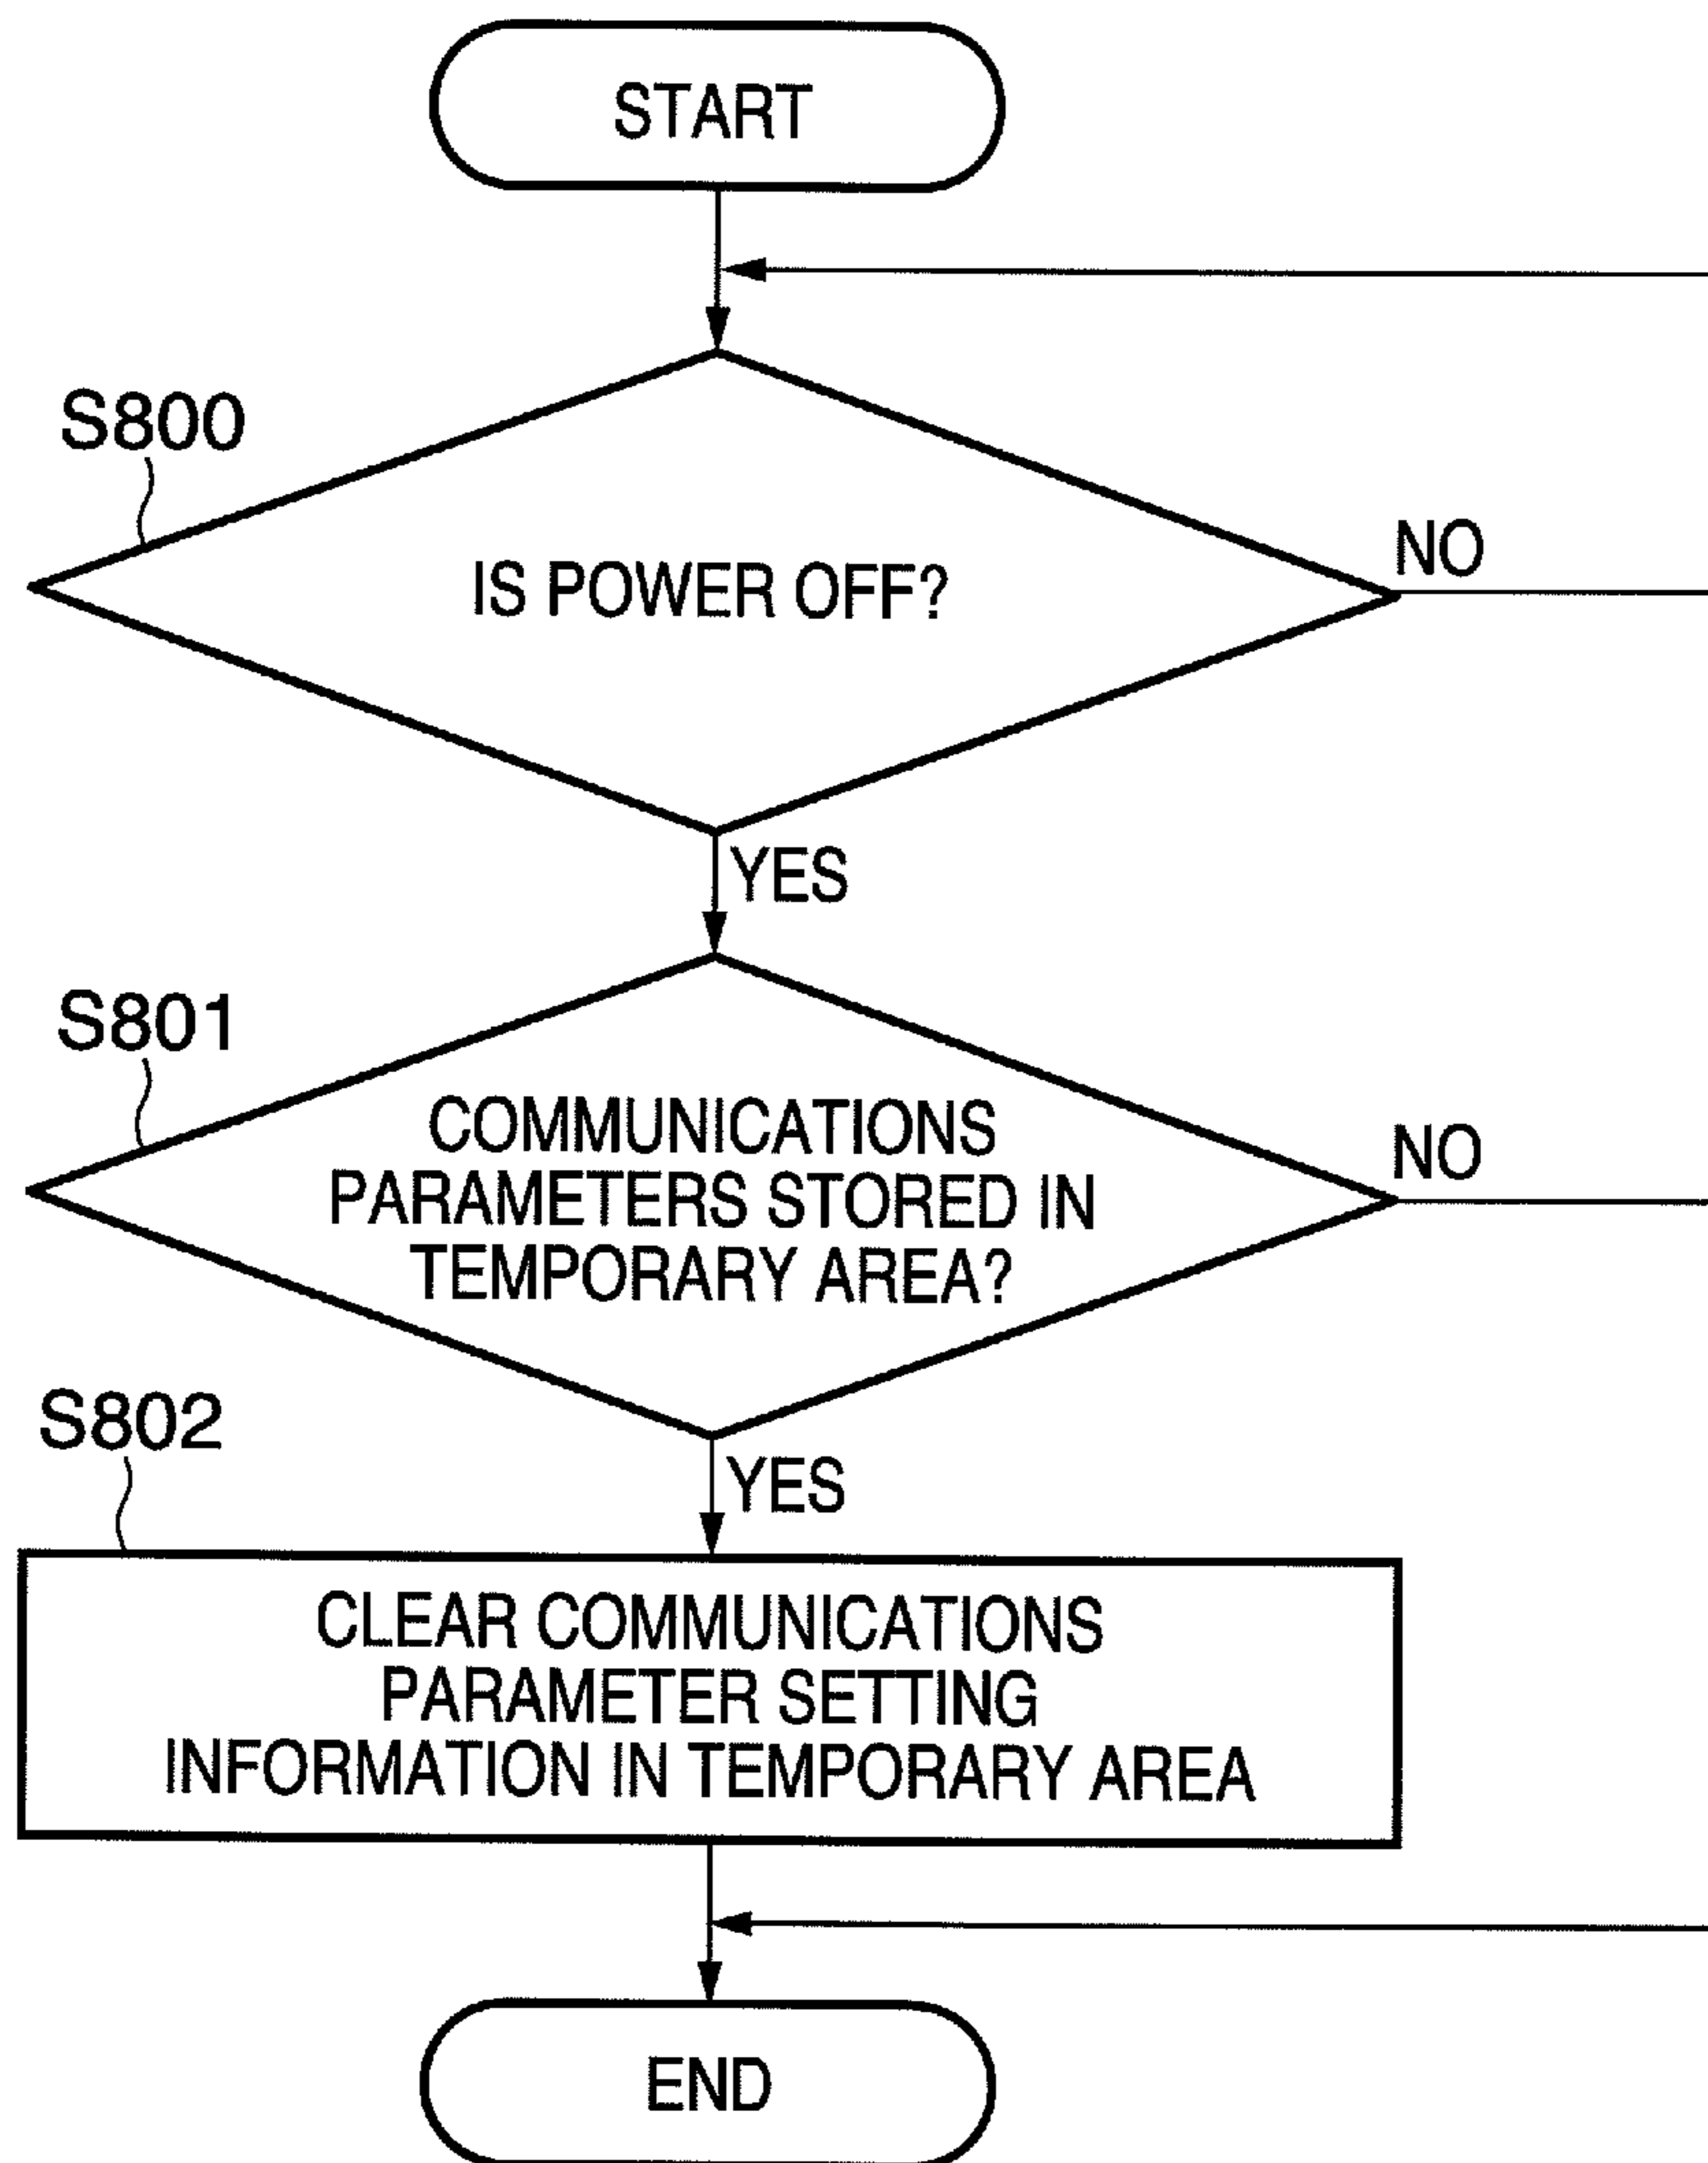 START
S800
IS POWER OFF?
NO
YES
S801
COMMUNICATIONS
PARAMETERS STORED IN
TEMPORARY AREA?
NO
YES
S802
CLEAR COMMUNICATIONS
PARAMETER SETTING
INFORMATION IN TEMPORARY AREA
END